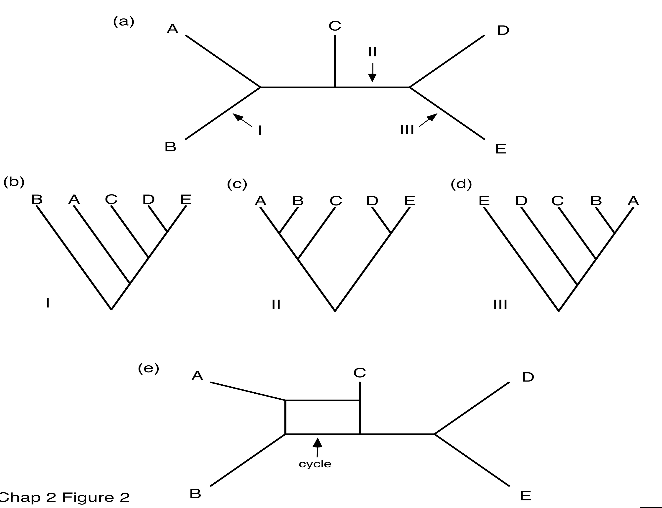 (a)
A C D
II
I III
B E
(b) (c) (d)
B A C D E A B C D E E D C B A
I II III
(e)
A C D
cycle
B E
Chap 2 Figure 2